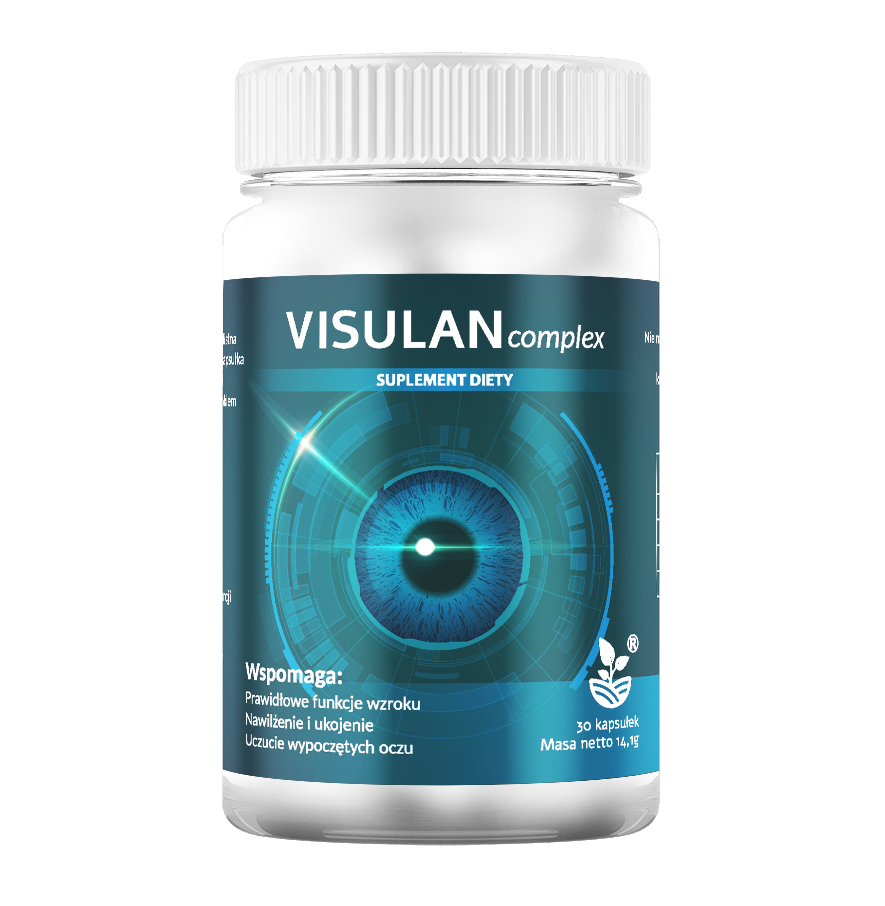 VISULAN complex
SUPLEMENT DIETY
Wspomaga:
Prawidłowe funkcje wzroku
Nawilżenie i ukojenie
Uczucie wypoczętych oczu
®
30 kapsułek
Masa netto 14,1g